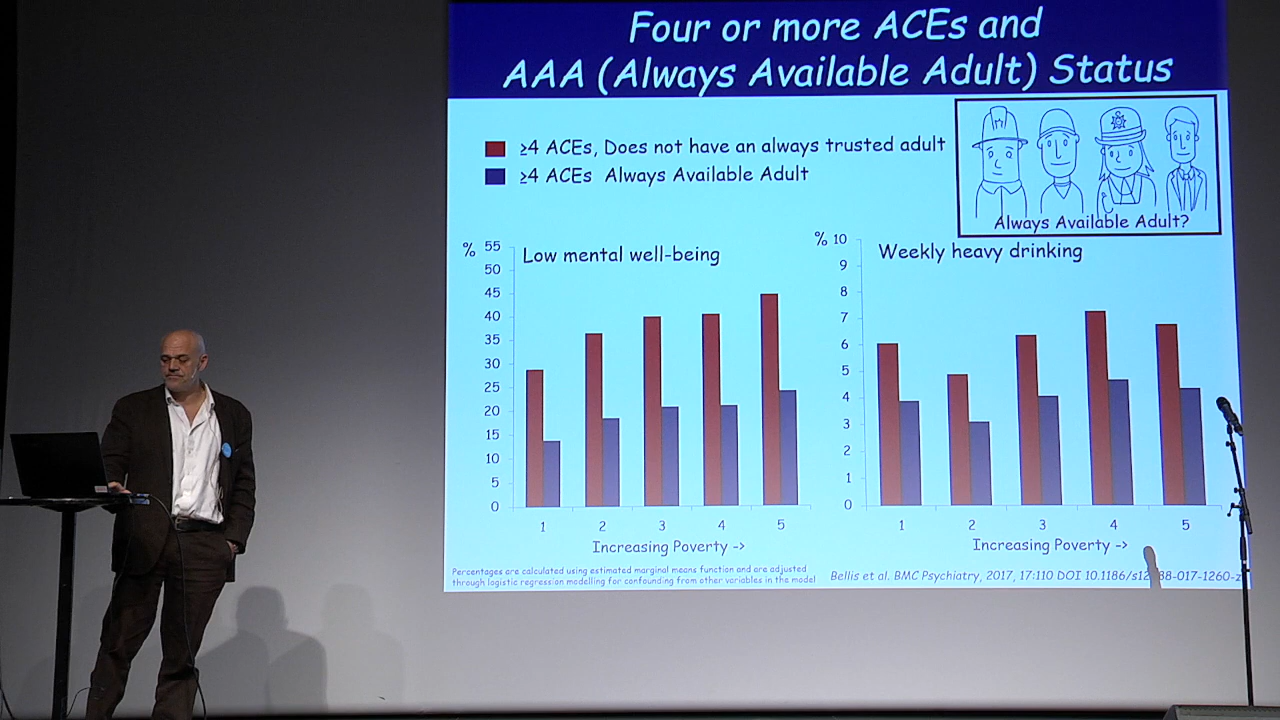 Four or more ACEs and
AAA (Always Available Adult) Status
≥4 ACEs, Does not have an always trusted adult
≥4 ACEs Always Available Adult
Always Available Adult?
%
55
50
45
40
35
30
25
20
15
10
5
0
Low mental well-being
1 2 3 4 5
Increasing Poverty ->
%
10
9
8
7
6
5
4
3
2
1
0
Weekly heavy drinking
1 2 3 4 5
Increasing Poverty ->
Percentages are calculated using estimated marginal means function and are adjusted
through logistic regression modelling for confounding from other variables in the model
Bellis et al. BMC Psychiatry, 2017, 17:110 DOI